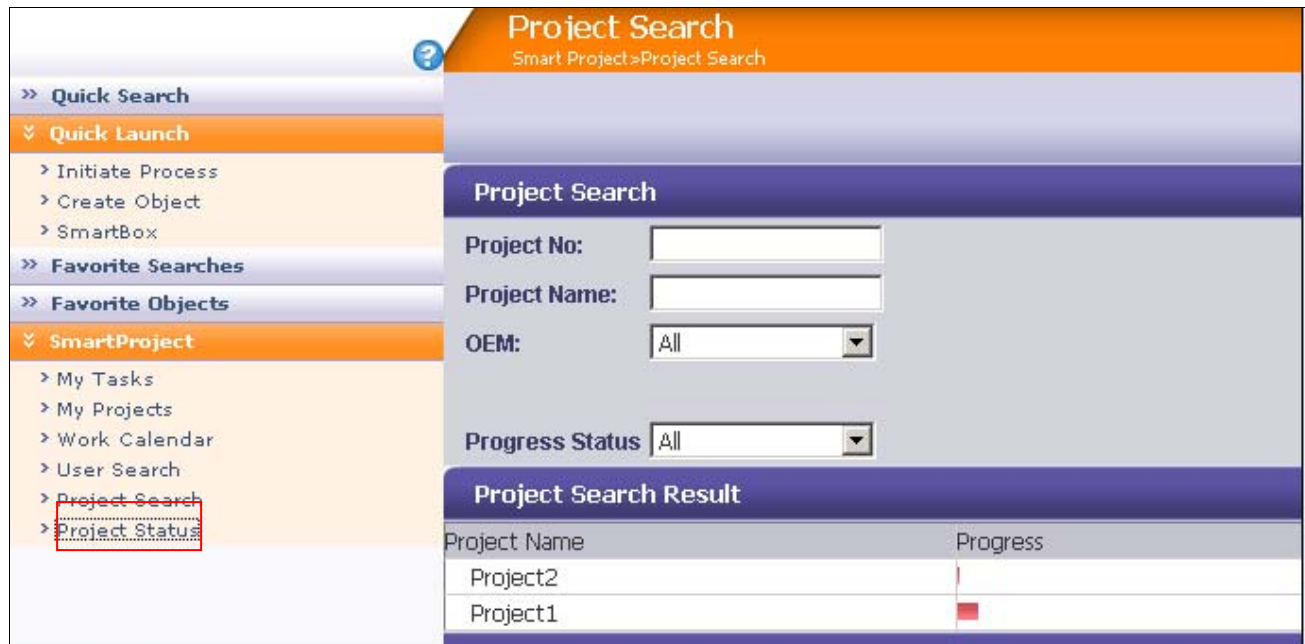 Project Search
Smart Project»Project Search
» Quick Search
Quick Launch
> Initiate Process
> Create Object
> SmartBox
» Favorite Searches
» Favorite Objects
SmartProject
> My Tasks
> My Projects
> Work Calendar
> User Search
> Project Search
> Project Status
Project Search
Project No:
Project Name:
OEM: All
Progress Status All
Project Search Result
Project Name Progress
Project2
Project1